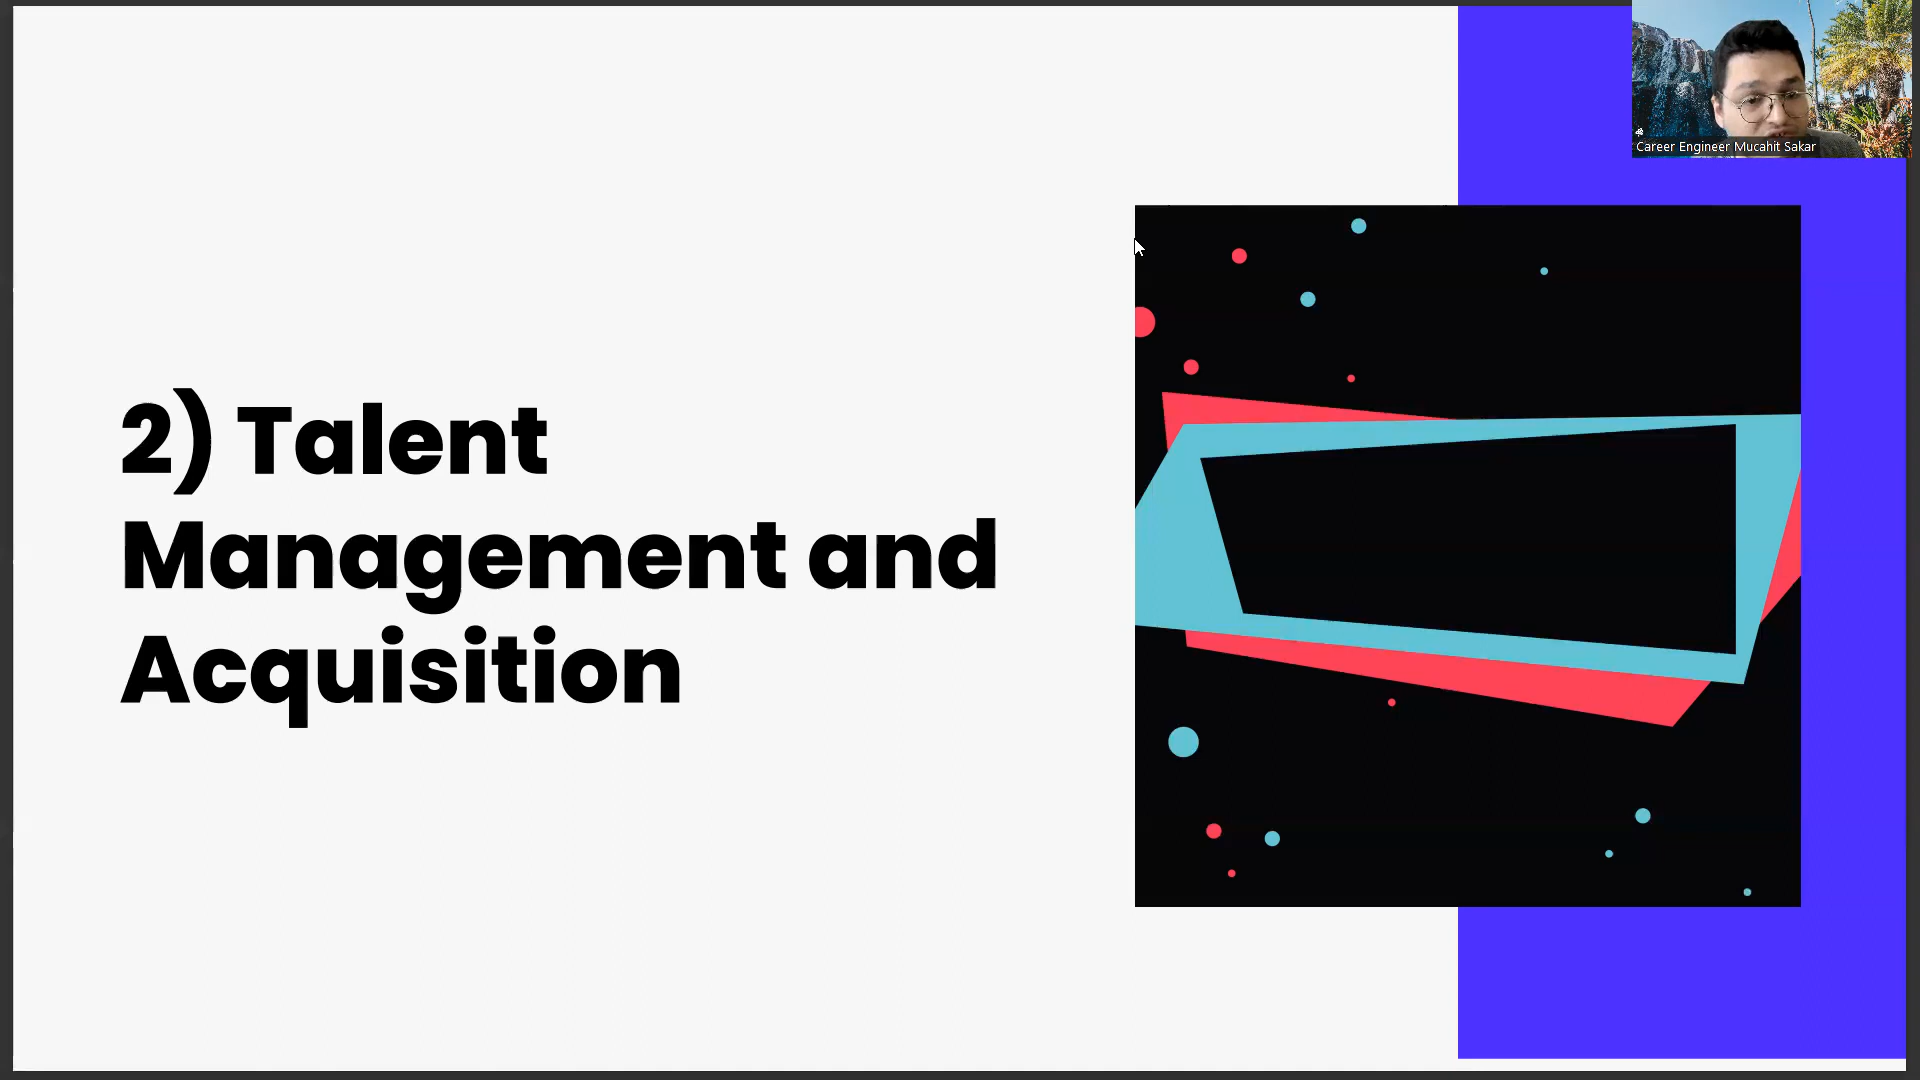 Career Engineer Mucahit Sakar
2) Talent
Management and
Acquisition